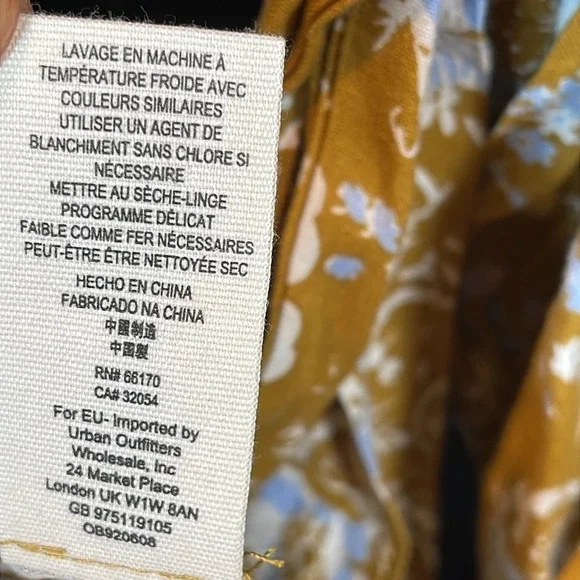 LAVAGE EN MACHINE À
TEMPÉRATURE FROIDE AVEC
COULEURS SIMILAIRES
UTILISER UN AGENT DE
BLANCHIMENT SANS CHLORE SI
NÉCESSAIRE
METTRE AU SÈCHE-LINGE
PROGRAMME DÉLICAT
FAIBLE COMME FER NÉCESSAIRES
PEUT-ÊTRE ÊTRE NETTOYÉE SEC
HECHO EN CHINA
FABRICADO NA CHINA
中國制造
中國製
RN# 66170
CA# 32054
For EU- Imported by
Urban Outfitters
Wholesale, Inc
24 Market Place
London UK W1W 8AN
GB 975119105
OB920608